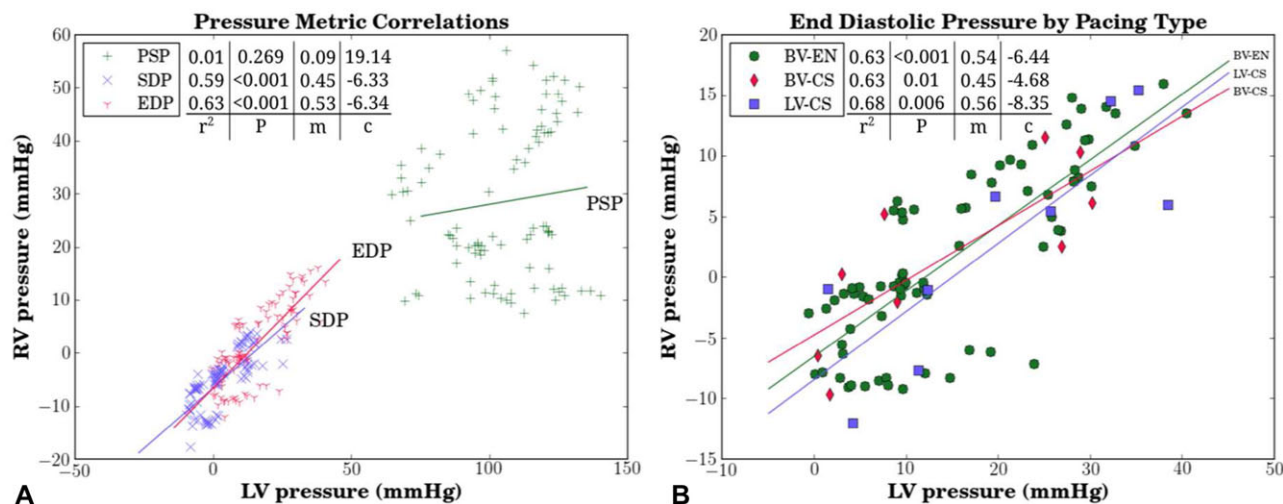 Pressure Metric Correlations
PSP 0.01 0.269 0.09 19.14
SDP 0.59 <0.001 0.45 -6.33
EDP 0.63 <0.001 0.53 -6.34
r² P m c
PSP
EDP
SDP
60
50
40
30
20
10
0
−10
−20
−50 0 50 100 150
RV pressure (mmHg)
LV pressure (mmHg)
A
End Diastolic Pressure by Pacing Type
BV-EN 0.63 <0.001 0.54 -6.44
BV-CS 0.63 0.01 0.45 -4.68
LV-CS 0.68 0.006 0.56 -8.35
r² P m c
BV-EN
LV-CS
BV-CS
20
15
10
5
0
−5
−10
−15
−10 0 10 20 30 40 50
RV pressure (mmHg)
LV pressure (mmHg)
B